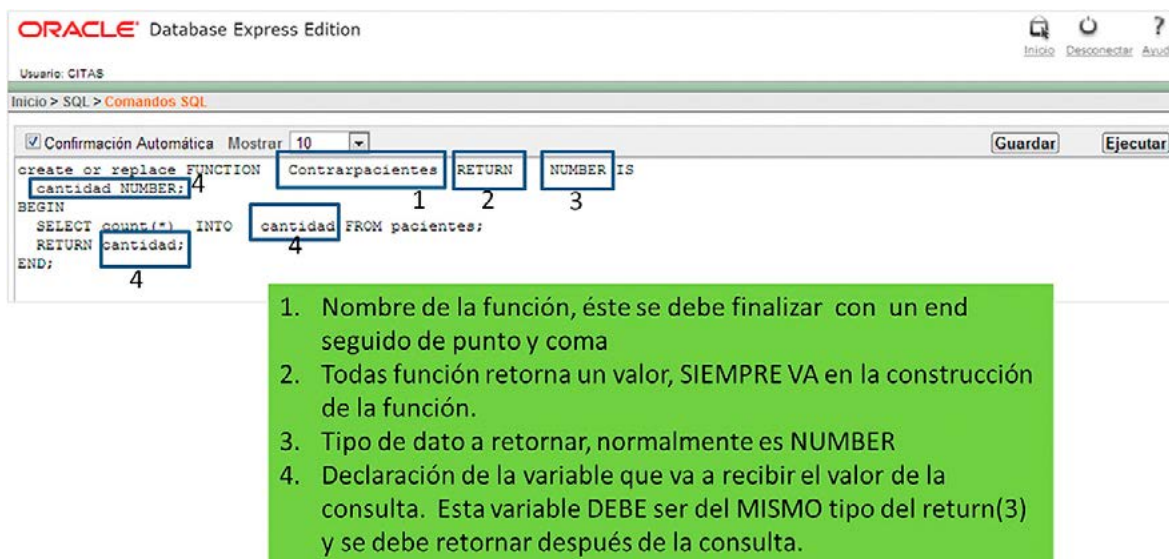 ORACLE Database Express Edition
Inicio Desconectar Ayud
Usuario: CITAS
Inicio > SQL > Comandos SQL
Confirmación Automática Mostrar 10
Guardar Ejecutar
create or replace FUNCTION Contrarpacientes RETURN NUMBER IS
cantidad NUMBER; 4
1 2 3
BEGIN
SELECT count(*) INTO cantidad FROM pacientes;
4
RETURN cantidad;
END;
4
1. Nombre de la función, éste se debe finalizar con un end
seguido de punto y coma
2. Todas función retorna un valor, SIEMPRE VA en la construcción
de la función.
3. Tipo de dato a retornar, normalmente es NUMBER
4. Declaración de la variable que va a recibir el valor de la
consulta. Esta variable DEBE ser del MISMO tipo del return(3)
y se debe retornar después de la consulta.